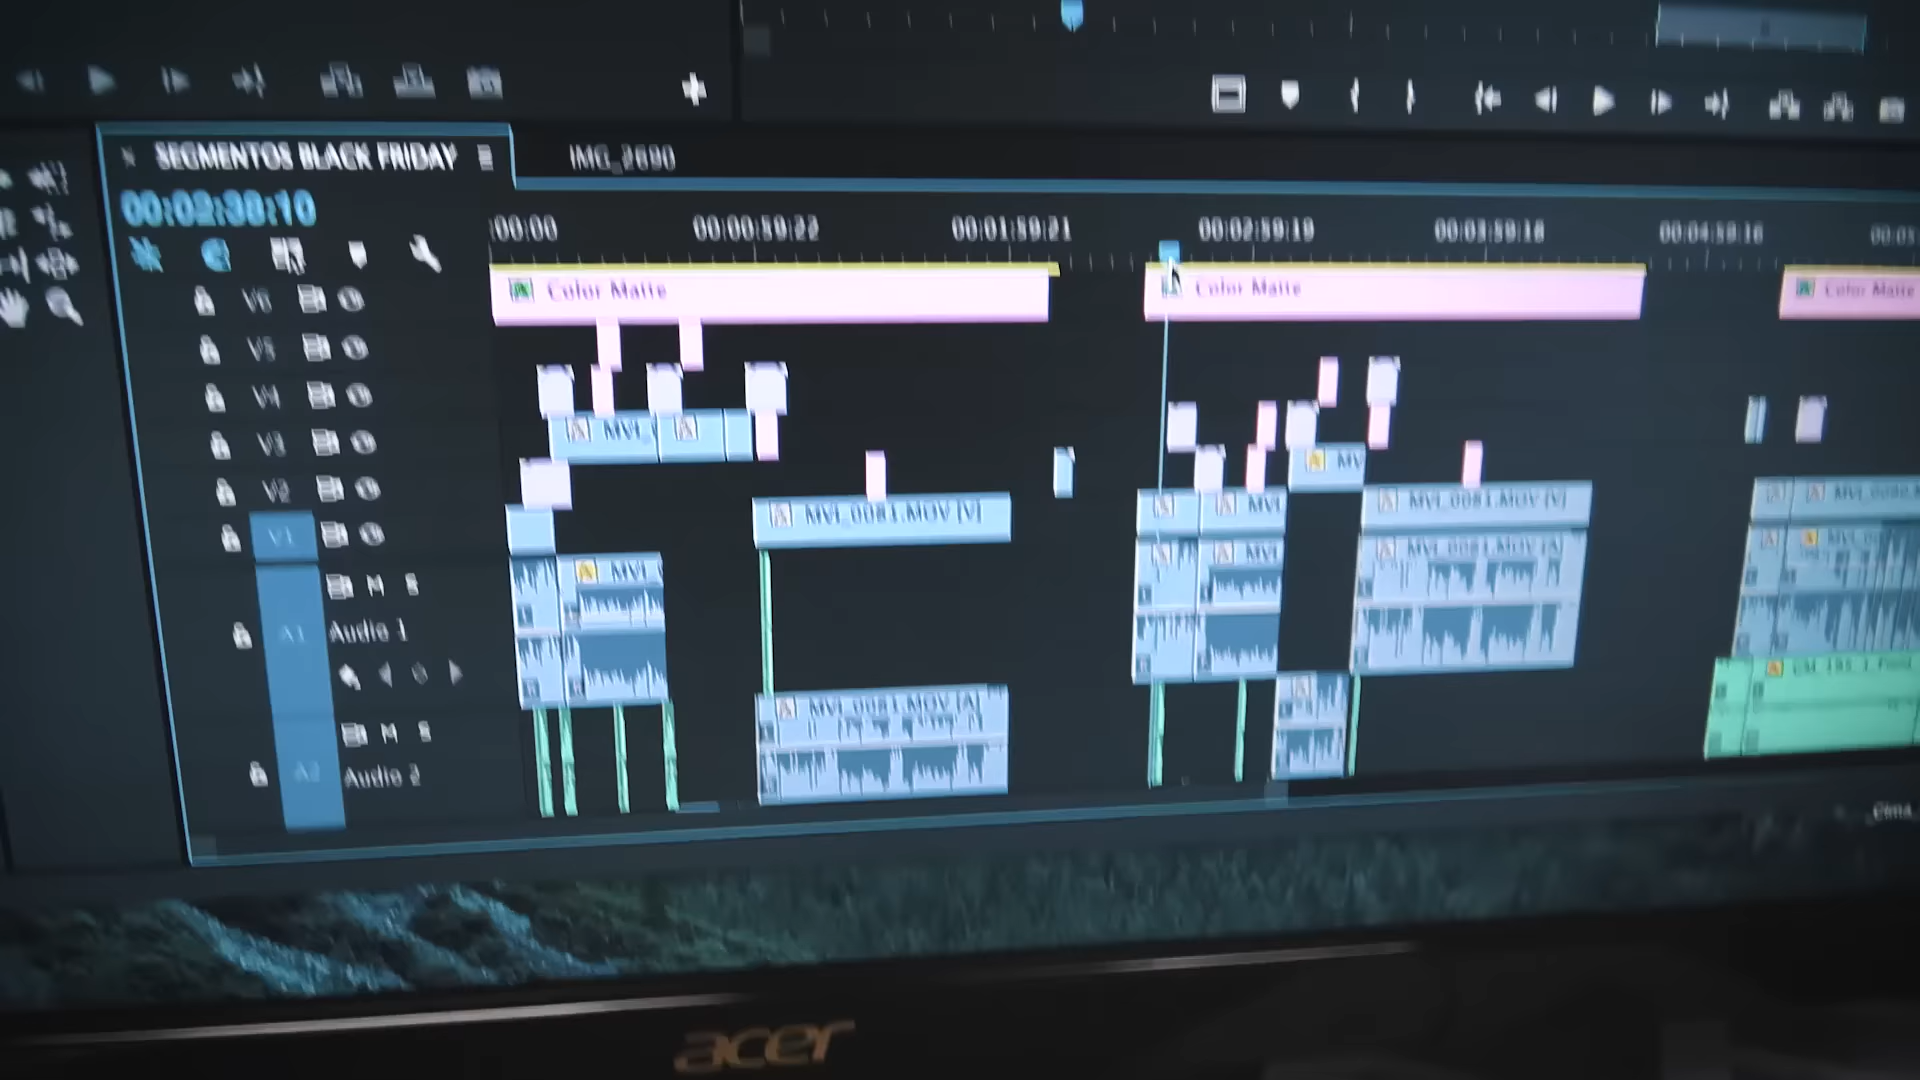 SEGMENTOS BLACK FRIDAY
IMG_2690
00:02:38:10
:00:00
00:00:59:22
00:01:59:21
00:02:59:19
00:03:59:18
00:04:59:16
Color Matte
Color Matte
Color Matte
V6
V5
V4
V3
V2
V1
MVI_0081.MOV [V]
MVI_0081.MOV [V]
MVI_0081.MOV [A]
M S
A1 Audio 1
MVI_0081.MOV [A]
M S
A2 Audio 2
acer